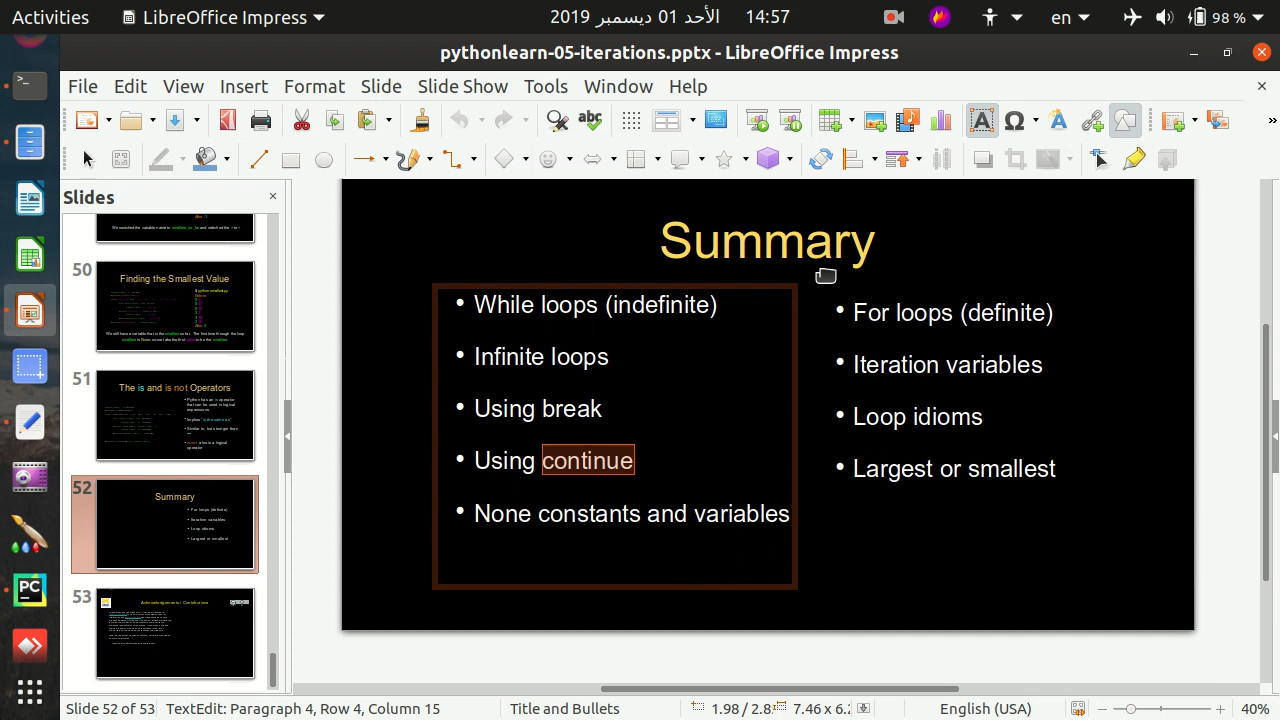 Activities
LibreOffice Impress
الأحد 01 ديسمبر 2019 14:57
en
98 %
pythonlearn-05-iterations.pptx - LibreOffice Impress
File Edit View Insert Format Slide Slide Show Tools Window Help
Slides
50
Finding the Smallest Value
51
The is and is not Operators
52
Summary
• For loops (definite)
• Iteration variables
• Loop idioms
• Largest or smallest
53
Acknowledgements / Contributions
Summary
• While loops (indefinite)
• Infinite loops
• Using break
• Using continue
• None constants and variables
• For loops (definite)
• Iteration variables
• Loop idioms
• Largest or smallest
Slide 52 of 53
TextEdit: Paragraph 4, Row 4, Column 15
Title and Bullets
English (USA)
40%